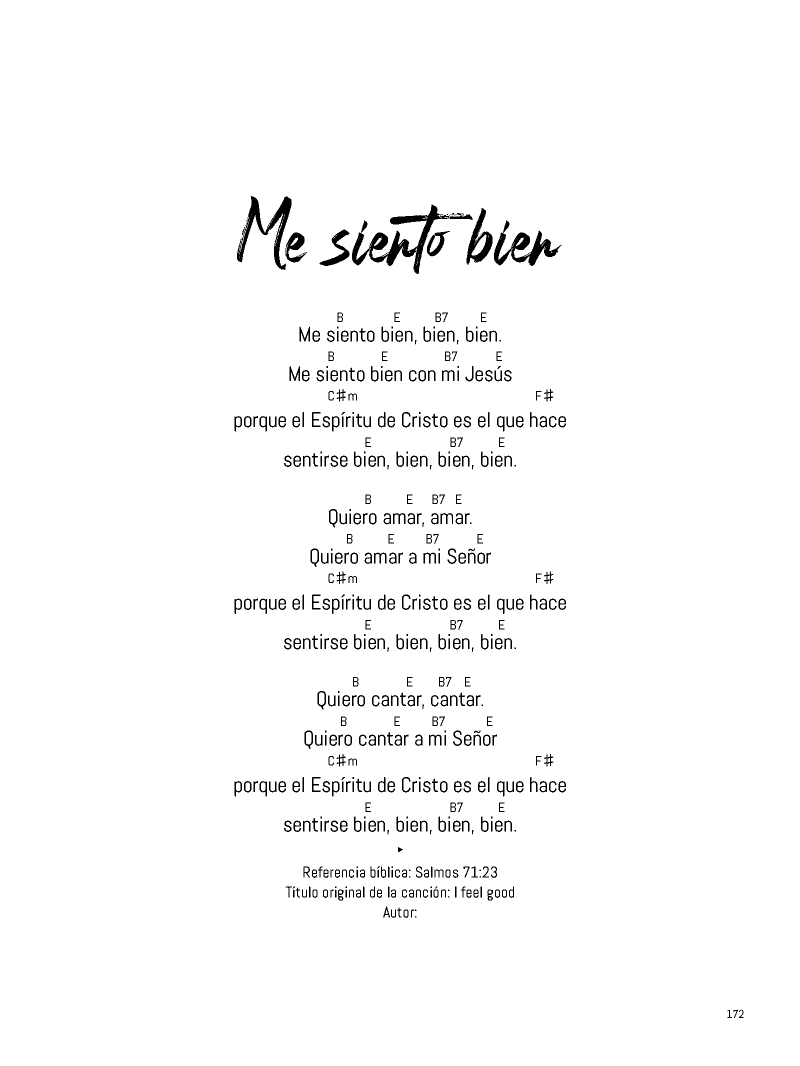 Me siento bien
B E B7 E
Me siento bien, bien, bien.
B E B7 E
Me siento bien con mi Jesús
C♯m F♯
porque el Espíritu de Cristo es el que hace
E B7 E
sentirse bien, bien, bien, bien.
B E B7 E
Quiero amar, amar.
B E B7 E
Quiero amar a mi Señor
C♯m F♯
porque el Espíritu de Cristo es el que hace
E B7 E
sentirse bien, bien, bien, bien.
B E B7 E
Quiero cantar, cantar.
B E B7 E
Quiero cantar a mi Señor
C♯m F♯
porque el Espíritu de Cristo es el que hace
E B7 E
sentirse bien, bien, bien, bien.
Referencia bíblica: Salmos 71:23
Título original de la canción: I feel good
Autor:
172